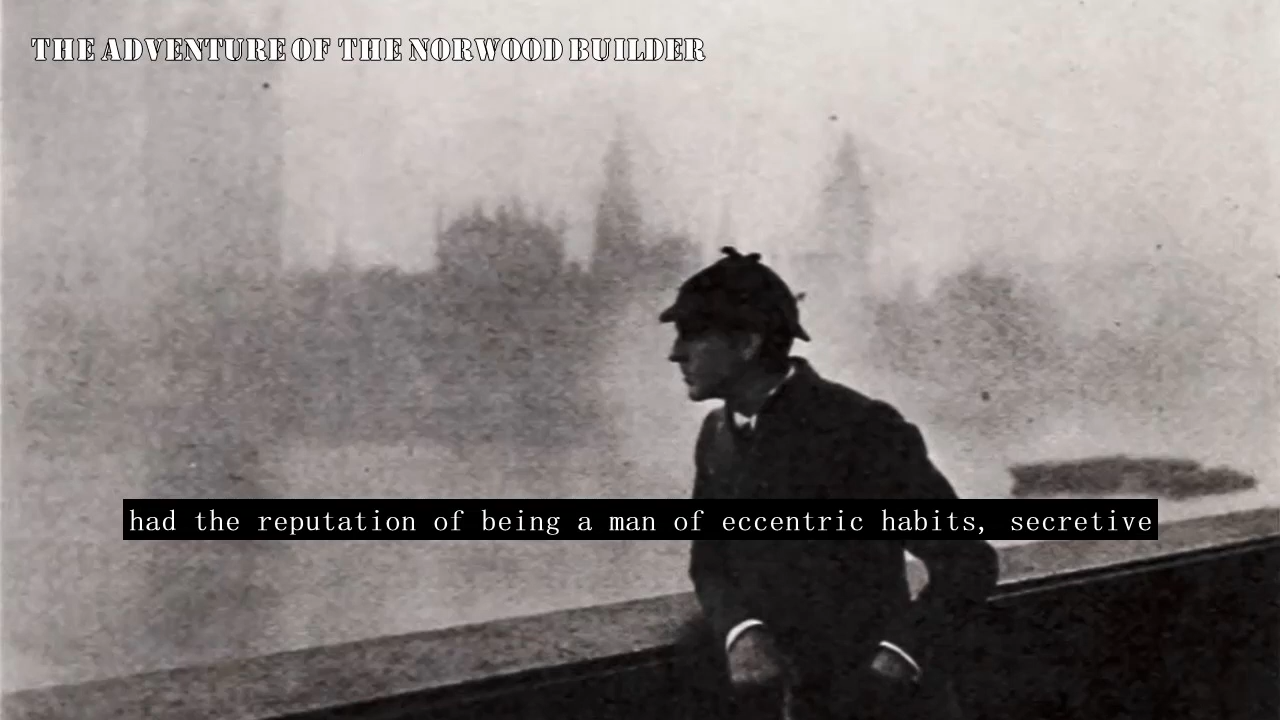 THE ADVENTURE OF THE NORWOOD BUILDER
had the reputation of being a man of eccentric habits, secretive